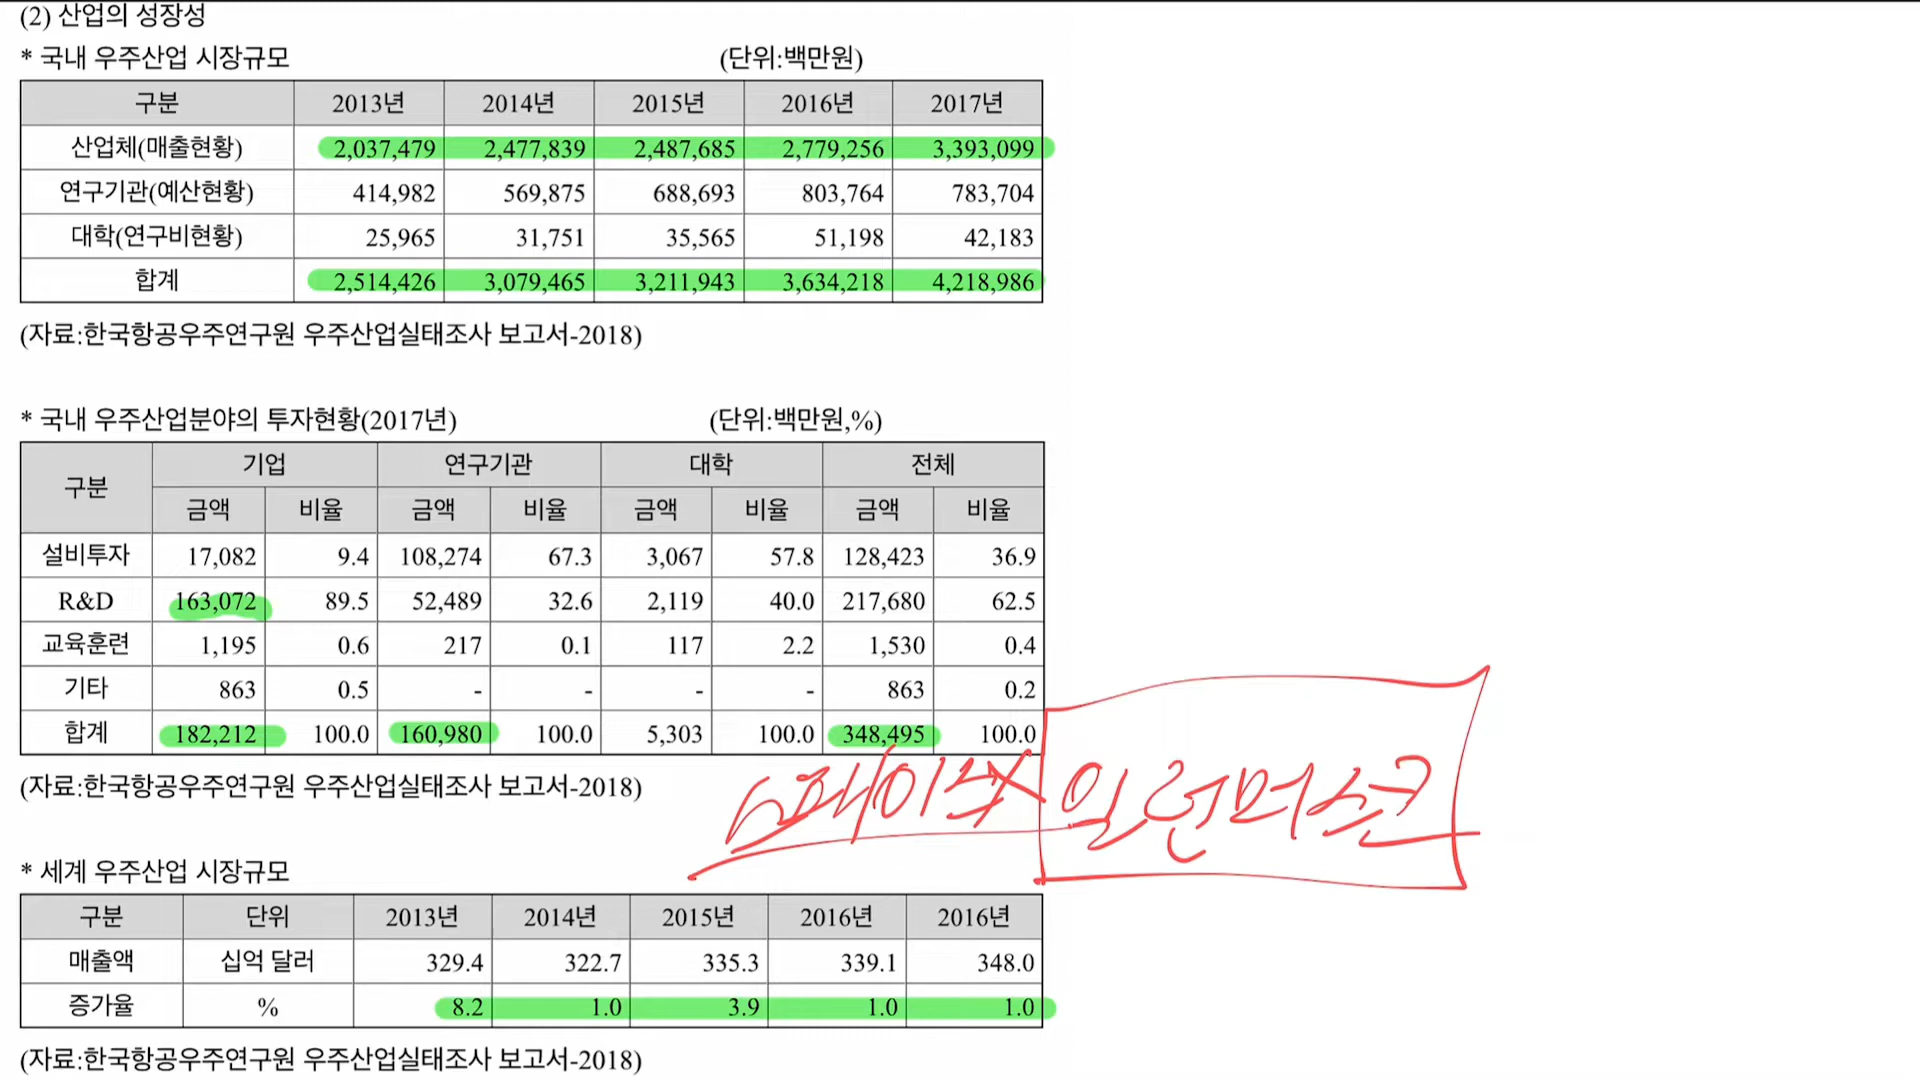 (2) 산업의 성장성
* 국내 우주산업 시장규모 (단위:백만원)
구분 2013년 2014년 2015년 2016년 2017년
산업체(매출현황) 2,037,479 2,477,839 2,487,685 2,779,256 3,393,099
연구기관(예산현황) 414,982 569,875 688,693 803,764 783,704
대학(연구비현황) 25,965 31,751 35,565 51,198 42,183
합계 2,514,426 3,079,465 3,211,943 3,634,218 4,218,986
(자료:한국항공우주연구원 우주산업실태조사 보고서-2018)
* 국내 우주산업분야의 투자현황(2017년) (단위:백만원,%)
구분 기업 연구기관 대학 전체
금액 비율 금액 비율 금액 비율 금액 비율
설비투자 17,082 9.4 108,274 67.3 3,067 57.8 128,423 36.9
R&D 163,072 89.5 52,489 32.6 2,119 40.0 217,680 62.5
교육훈련 1,195 0.6 217 0.1 117 2.2 1,530 0.4
기타 863 0.5 - - - - 863 0.2
합계 182,212 100.0 160,980 100.0 5,303 100.0 348,495 100.0
(자료:한국항공우주연구원 우주산업실태조사 보고서-2018)
스페이스X 일런머스크
* 세계 우주산업 시장규모
구분 단위 2013년 2014년 2015년 2016년 2016년
매출액 십억 달러 329.4 322.7 335.3 339.1 348.0
증가율 % 8.2 1.0 3.9 1.0 1.0
(자료:한국항공우주연구원 우주산업실태조사 보고서-2018)